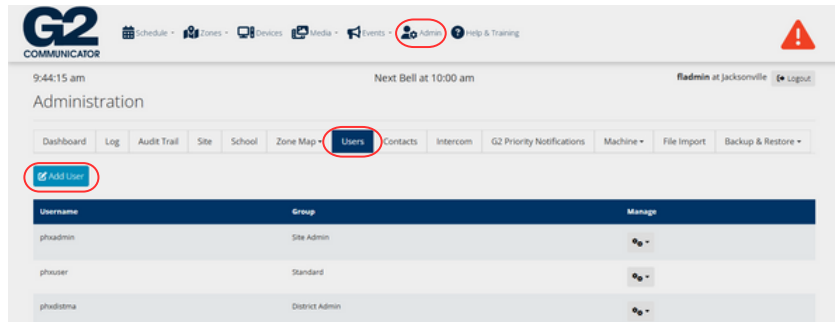 G2
COMMUNICATOR
Schedule Zones Devices Media Events Admin Help & Training
9:44:15 am Next Bell at 10:00 am fladmin at Jacksonville Logout
Administration
Dashboard Log Audit Trail Site School Zone Map Users Contacts Intercom G2 Priority Notifications Machine File Import Backup & Restore
Add User
Username Group Manage
phxadmin Site Admin
phxuser Standard
phxdistma District Admin